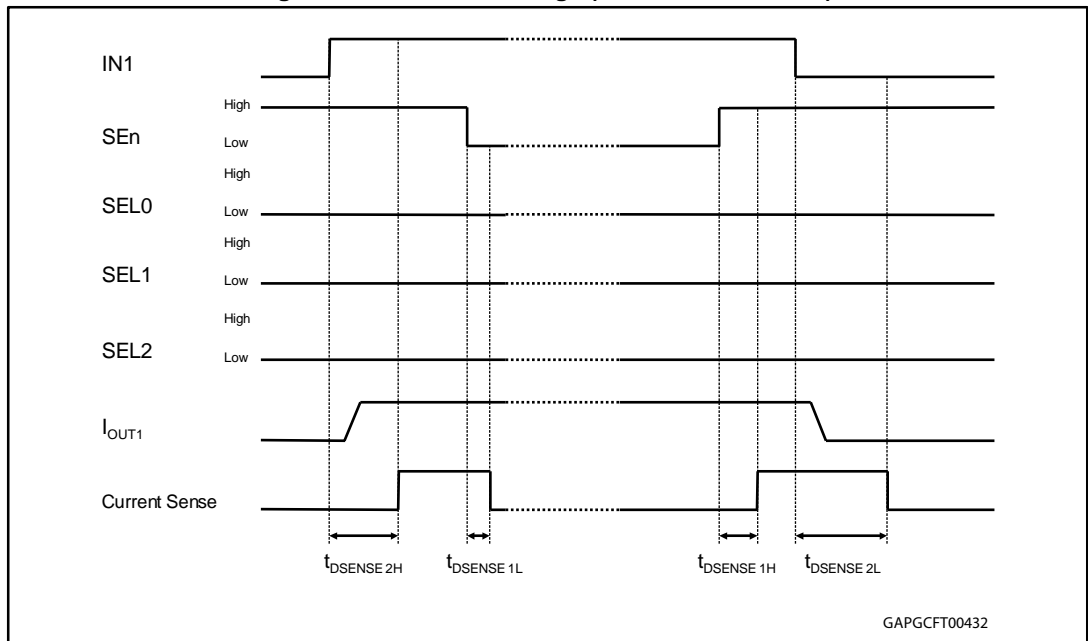 IN1
High
SEn
Low
High
SEL0
Low
High
SEL1
Low
High
SEL2
Low
IOUT1
Current Sense
tDSENSE 2H tDSENSE 1L tDSENSE 1H tDSENSE 2L
GAPGCFT00432